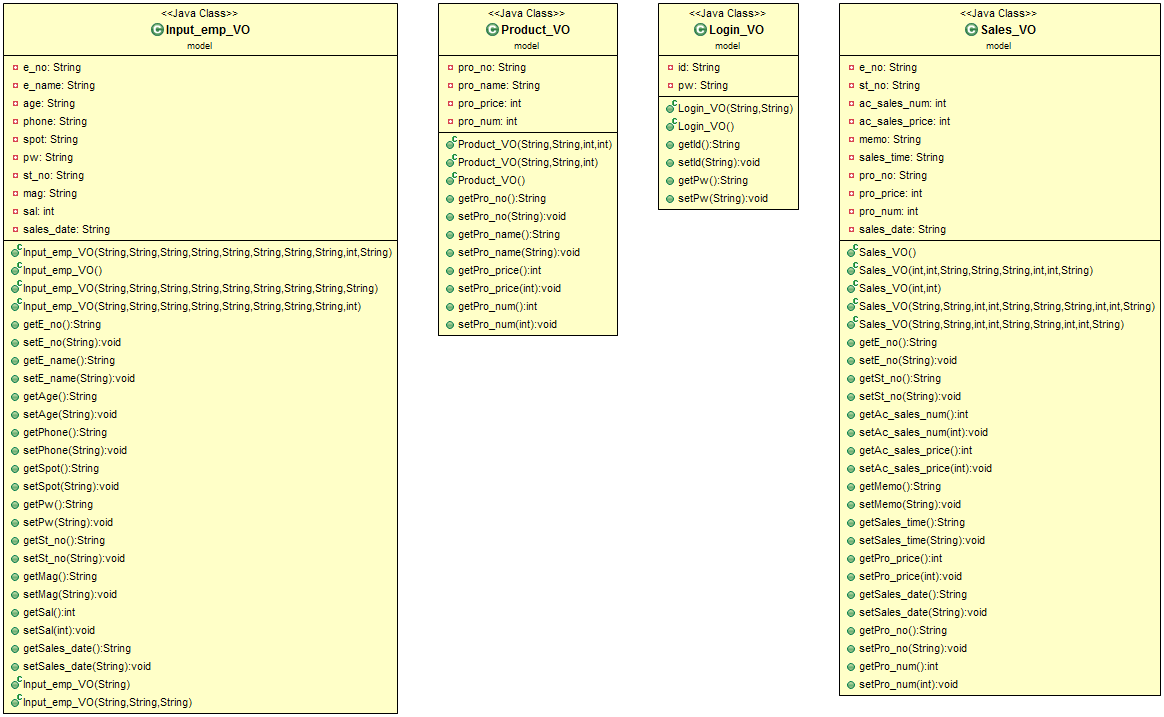 <<Java Class>>
Input_emp_VO
model
e_no: String
e_name: String
age: String
phone: String
spot: String
pw: String
st_no: String
mag: String
sal: int
sales_date: String
Input_emp_VO(String,String,String,String,String,String,String,String,int,String)
Input_emp_VO()
Input_emp_VO(String,String,String,String,String,String,String,String,String)
Input_emp_VO(String,String,String,String,String,String,String,String,int)
getE_no():String
setE_no(String):void
getE_name():String
setE_name(String):void
getAge():String
setAge(String):void
getPhone():String
setPhone(String):void
getSpot():String
setSpot(String):void
getPw():String
setPw(String):void
getSt_no():String
setSt_no(String):void
getMag():String
setMag(String):void
getSal():int
setSal(int):void
getSales_date():String
setSales_date(String):void
Input_emp_VO(String)
Input_emp_VO(String,String,String)
<<Java Class>>
Product_VO
model
pro_no: String
pro_name: String
pro_price: int
pro_num: int
Product_VO(String,String,int,int)
Product_VO(String,String,int)
Product_VO()
getPro_no():String
setPro_no(String):void
getPro_name():String
setPro_name(String):void
getPro_price():int
setPro_price(int):void
getPro_num():int
setPro_num(int):void
<<Java Class>>
Login_VO
model
id: String
pw: String
Login_VO(String,String)
Login_VO()
getId():String
setId(String):void
getPw():String
setPw(String):void
<<Java Class>>
Sales_VO
model
e_no: String
st_no: String
ac_sales_num: int
ac_sales_price: int
memo: String
sales_time: String
pro_no: String
pro_price: int
pro_num: int
sales_date: String
Sales_VO()
Sales_VO(int,int,String,String,String,int,int,String)
Sales_VO(int,int)
Sales_VO(String,String,int,int,String,String,String,int,int,String)
Sales_VO(String,String,int,int,String,String,int,int,String)
getE_no():String
setE_no(String):void
getSt_no():String
setSt_no(String):void
getAc_sales_num():int
setAc_sales_num(int):void
getAc_sales_price():int
setAc_sales_price(int):void
getMemo():String
setMemo(String):void
getSales_time():String
setSales_time(String):void
getPro_price():int
setPro_price(int):void
getSales_date():String
setSales_date(String):void
getPro_no():String
setPro_no(String):void
getPro_num():int
setPro_num(int):void